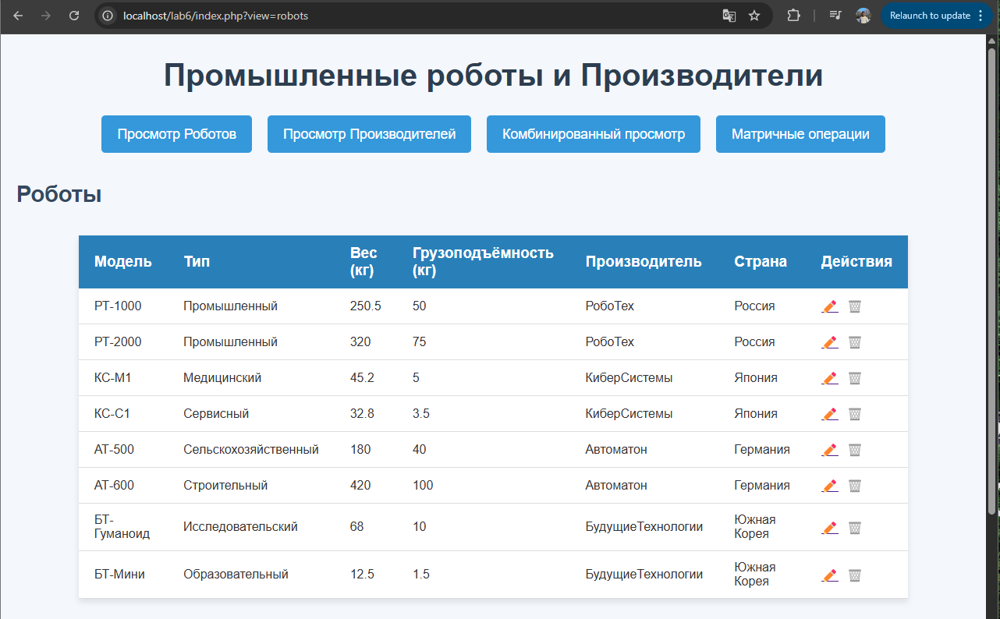 localhost/lab6/index.php?view=robots
Relaunch to update
Промышленные роботы и Производители
Просмотр Роботов
Просмотр Производителей
Комбинированный просмотр
Матричные операции
Роботы
Модель Тип Вес (кг) Грузоподъёмность (кг) Производитель Страна Действия
РТ-1000 Промышленный 250.5 50 РобоТех Россия
РТ-2000 Промышленный 320 75 РобоТех Россия
КС-М1 Медицинский 45.2 5 КиберСистемы Япония
КС-С1 Сервисный 32.8 3.5 КиберСистемы Япония
АТ-500 Сельскохозяйственный 180 40 Автоматон Германия
АТ-600 Строительный 420 100 Автоматон Германия
БТ-Гуманоид Исследовательский 68 10 БудущиеТехнологии Южная Корея
БТ-Мини Образовательный 12.5 1.5 БудущиеТехнологии Южная Корея